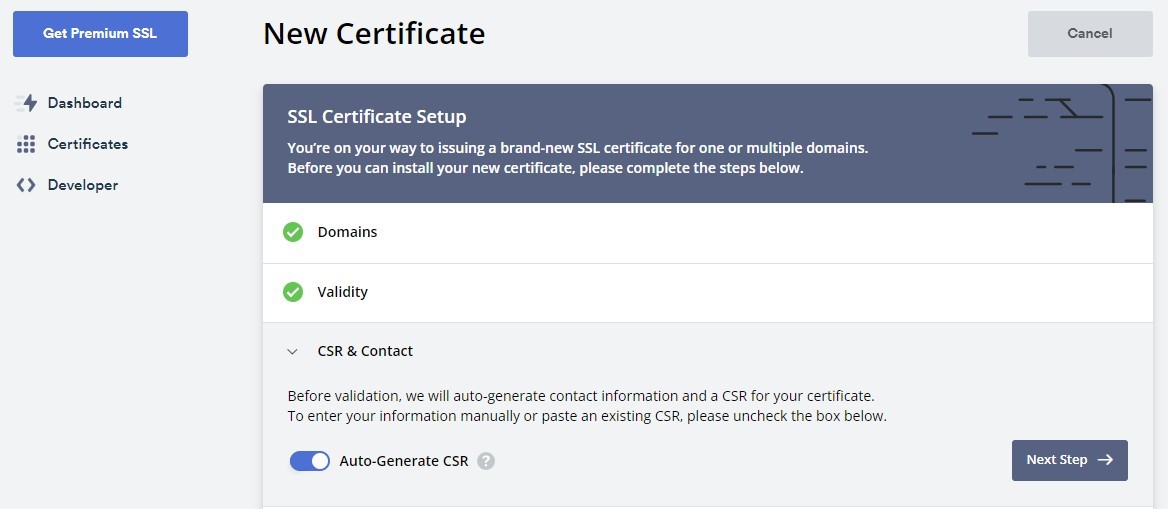 Get Premium SSL
New Certificate
Cancel
Dashboard
Certificates
Developer
SSL Certificate Setup
You’re on your way to issuing a brand-new SSL certificate for one or multiple domains.
Before you can install your new certificate, please complete the steps below.
Domains
Validity
CSR & Contact
Before validation, we will auto-generate contact information and a CSR for your certificate.
To enter your information manually or paste an existing CSR, please uncheck the box below.
Auto-Generate CSR ?
Next Step →